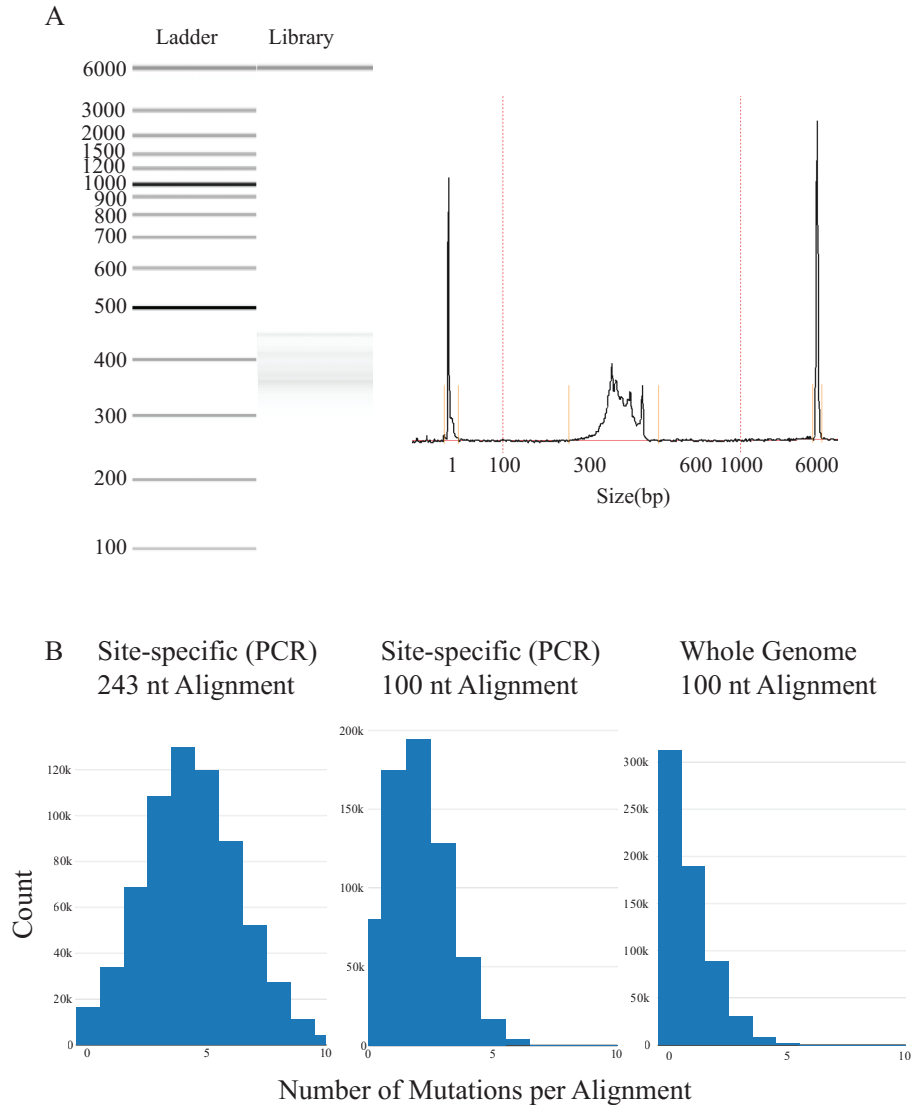 A
Ladder Library
6000
3000
2000
1500
1200
1000
900
800
700
600
500
400
300
200
100
1 100 300 600 1000 6000
Size(bp)
B Site-specific (PCR) Site-specific (PCR) Whole Genome
243 nt Alignment 100 nt Alignment 100 nt Alignment
Count
120k
100k
80k
60k
40k
20k
0
0 5 10
200k
150k
100k
50k
0
0 5 10
300k
250k
200k
150k
100k
50k
0
0 5 10
Number of Mutations per Alignment